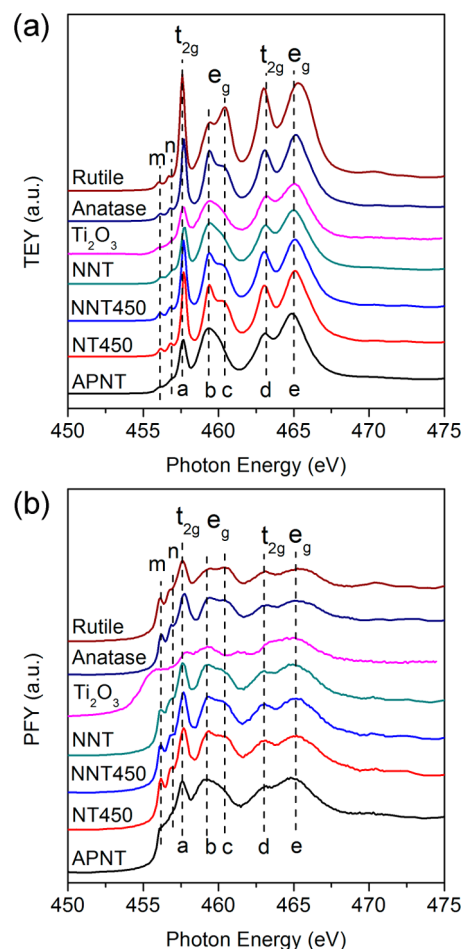 (a)
t2g
eg
t2g
eg
m
n
Rutile
Anatase
Ti2O3
NNT
NNT450
NT450
APNT
a b c d e
TEY (a.u.)
450 455 460 465 470 475
Photon Energy (eV)
(b)
t2g
eg
t2g
eg
m
n
Rutile
Anatase
Ti2O3
NNT
NNT450
NT450
APNT
a b c d e
PFY (a.u.)
450 455 460 465 470 475
Photon Energy (eV)